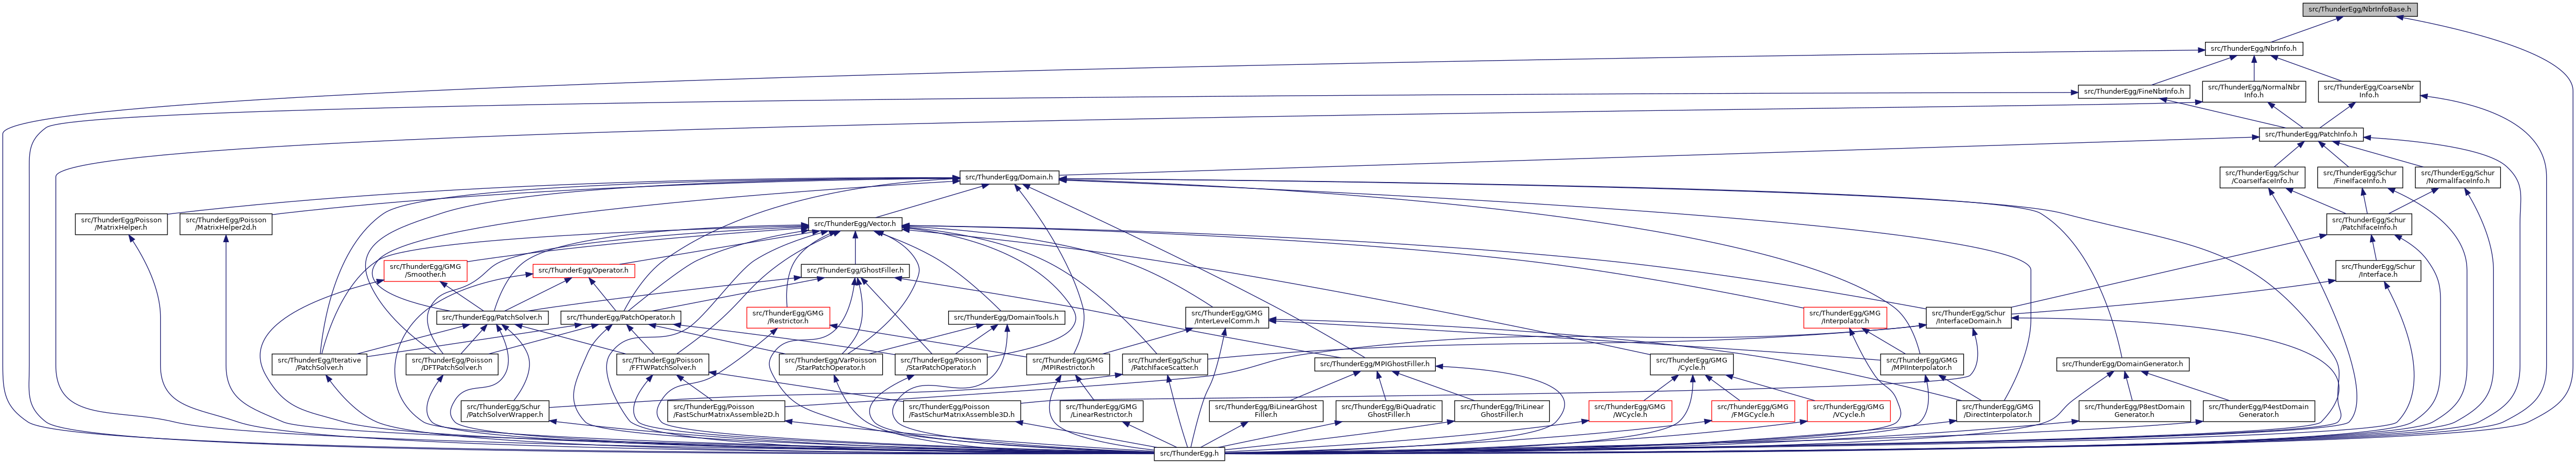 src/ThunderEgg/NbrInfoBase.h
src/ThunderEgg/NbrInfo.h
src/ThunderEgg/FineNbrInfo.h
src/ThunderEgg/NormalNbr
Info.h
src/ThunderEgg/CoarseNbr
Info.h
src/ThunderEgg/PatchInfo.h
src/ThunderEgg/Domain.h
src/ThunderEgg/Schur
/CoarseIfaceInfo.h
src/ThunderEgg/Schur
/FineIfaceInfo.h
src/ThunderEgg/Schur
/NormalIfaceInfo.h
src/ThunderEgg/Poisson
/MatrixHelper.h
src/ThunderEgg/Poisson
/MatrixHelper2d.h
src/ThunderEgg/Vector.h
src/ThunderEgg/Schur
/PatchIfaceInfo.h
src/ThunderEgg/GMG
/Smoother.h
src/ThunderEgg/Operator.h
src/ThunderEgg/GhostFiller.h
src/ThunderEgg/Schur
/Interface.h
src/ThunderEgg/PatchSolver.h
src/ThunderEgg/PatchOperator.h
src/ThunderEgg/GMG
/Restrictor.h
src/ThunderEgg/DomainTools.h
src/ThunderEgg/GMG
/InterLevelComm.h
src/ThunderEgg/GMG
/Interpolator.h
src/ThunderEgg/Schur
/InterfaceDomain.h
src/ThunderEgg/Iterative
/PatchSolver.h
src/ThunderEgg/Poisson
/DFTPatchSolver.h
src/ThunderEgg/Poisson
/FFTWPatchSolver.h
src/ThunderEgg/VarPoisson
/StarPatchOperator.h
src/ThunderEgg/Poisson
/StarPatchOperator.h
src/ThunderEgg/GMG
/MPIRestrictor.h
src/ThunderEgg/Schur
/PatchIfaceScatter.h
src/ThunderEgg/MPIGhostFiller.h
src/ThunderEgg/GMG
/Cycle.h
src/ThunderEgg/GMG
/MPIInterpolator.h
src/ThunderEgg/DomainGenerator.h
src/ThunderEgg/Schur
/PatchSolverWrapper.h
src/ThunderEgg/Poisson
/FastSchurMatrixAssemble2D.h
src/ThunderEgg/Poisson
/FastSchurMatrixAssemble3D.h
src/ThunderEgg/GMG
/LinearRestrictor.h
src/ThunderEgg/BiLinearGhost
Filler.h
src/ThunderEgg/BiQuadratic
GhostFiller.h
src/ThunderEgg/TriLinear
GhostFiller.h
src/ThunderEgg/GMG
/WCycle.h
src/ThunderEgg/GMG
/FMGCycle.h
src/ThunderEgg/GMG
/VCycle.h
src/ThunderEgg/GMG
/DirectInterpolator.h
src/ThunderEgg/P8estDomain
Generator.h
src/ThunderEgg/P4estDomain
Generator.h
src/ThunderEgg.h